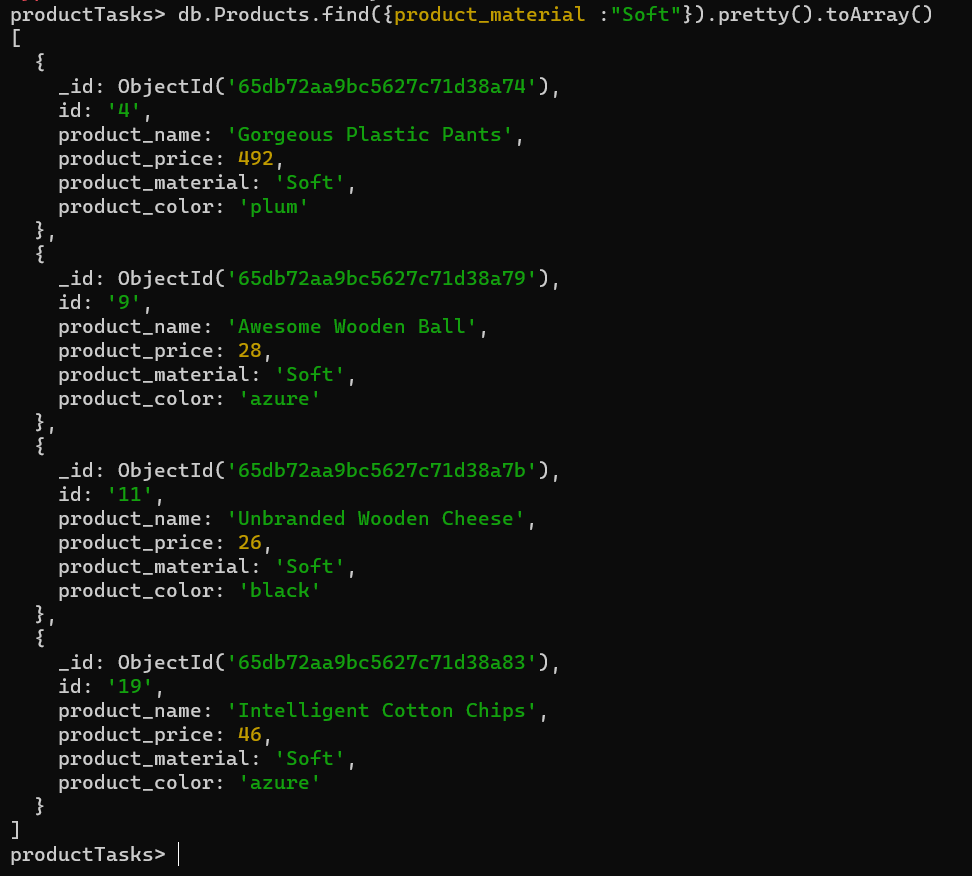 productTasks> db.Products.find({product_material :"Soft"}).pretty().toArray()
[
  {
    _id: ObjectId('65db72aa9bc5627c71d38a74'),
    id: '4',
    product_name: 'Gorgeous Plastic Pants',
    product_price: 492,
    product_material: 'Soft',
    product_color: 'plum'
  },
  {
    _id: ObjectId('65db72aa9bc5627c71d38a79'),
    id: '9',
    product_name: 'Awesome Wooden Ball',
    product_price: 28,
    product_material: 'Soft',
    product_color: 'azure'
  },
  {
    _id: ObjectId('65db72aa9bc5627c71d38a7b'),
    id: '11',
    product_name: 'Unbranded Wooden Cheese',
    product_price: 26,
    product_material: 'Soft',
    product_color: 'black'
  },
  {
    _id: ObjectId('65db72aa9bc5627c71d38a83'),
    id: '19',
    product_name: 'Intelligent Cotton Chips',
    product_price: 46,
    product_material: 'Soft',
    product_color: 'azure'
  }
]
productTasks>